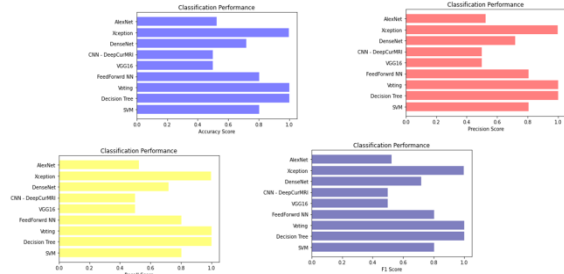 Classification Performance
AlexNet
Xception
DenseNet
CNN - DeepCurMRI
VGG16
FeedForwrd NN
Voting
Decision Tree
SVM
0.0 0.2 0.4 0.6 0.8 1.0
Accuracy Score
Classification Performance
AlexNet
Xception
DenseNet
CNN - DeepCurMRI
VGG16
FeedForwrd NN
Voting
Decision Tree
SVM
0.0 0.2 0.4 0.6 0.8 1.0
Precision Score
Classification Performance
AlexNet
Xception
DenseNet
CNN - DeepCurMRI
VGG16
FeedForwrd NN
Voting
Decision Tree
SVM
0.0 0.2 0.4 0.6 0.8 1.0
Classification Performance
AlexNet
Xception
DenseNet
CNN - DeepCurMRI
VGG16
FeedForwrd NN
Voting
Decision Tree
SVM
0.0 0.2 0.4 0.6 0.8 1.0
F1 Score